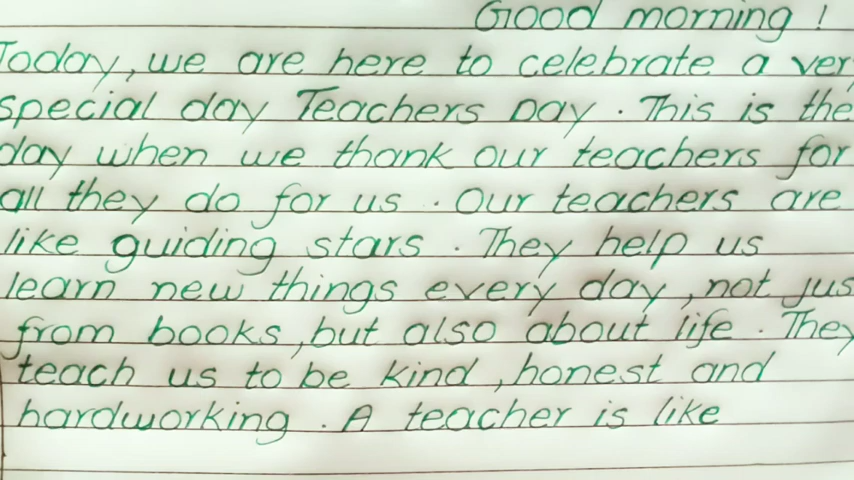 Good morning !
Today, we are here to celebrate a ver
special day Teachers Day . This is the
day when we thank our teachers for
all they do for us . Our teachers are
like guiding stars . They help us
learn new things every day , not jus
from books , but also about life . They
teach us to be kind , honest and
hardworking . A teacher is like